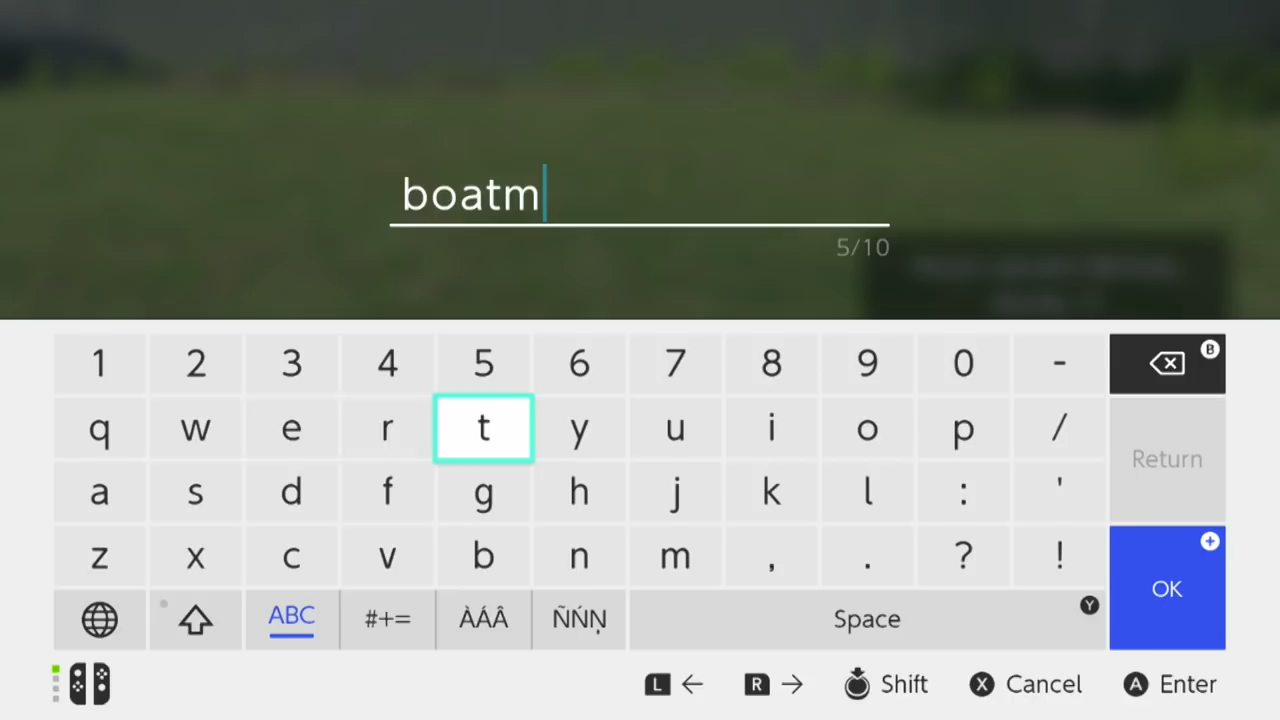 boatm
5/10
1 2 3 4 5 6 7 8 9 0 -
B
q w e r t y u i o p /
Return
a s d f g h j k l : '
z x c v b n m , . ? !
+
OK
ABC #+= ÀÁÂ ÑŃŅ Space Y
L ← R → Shift X Cancel A Enter